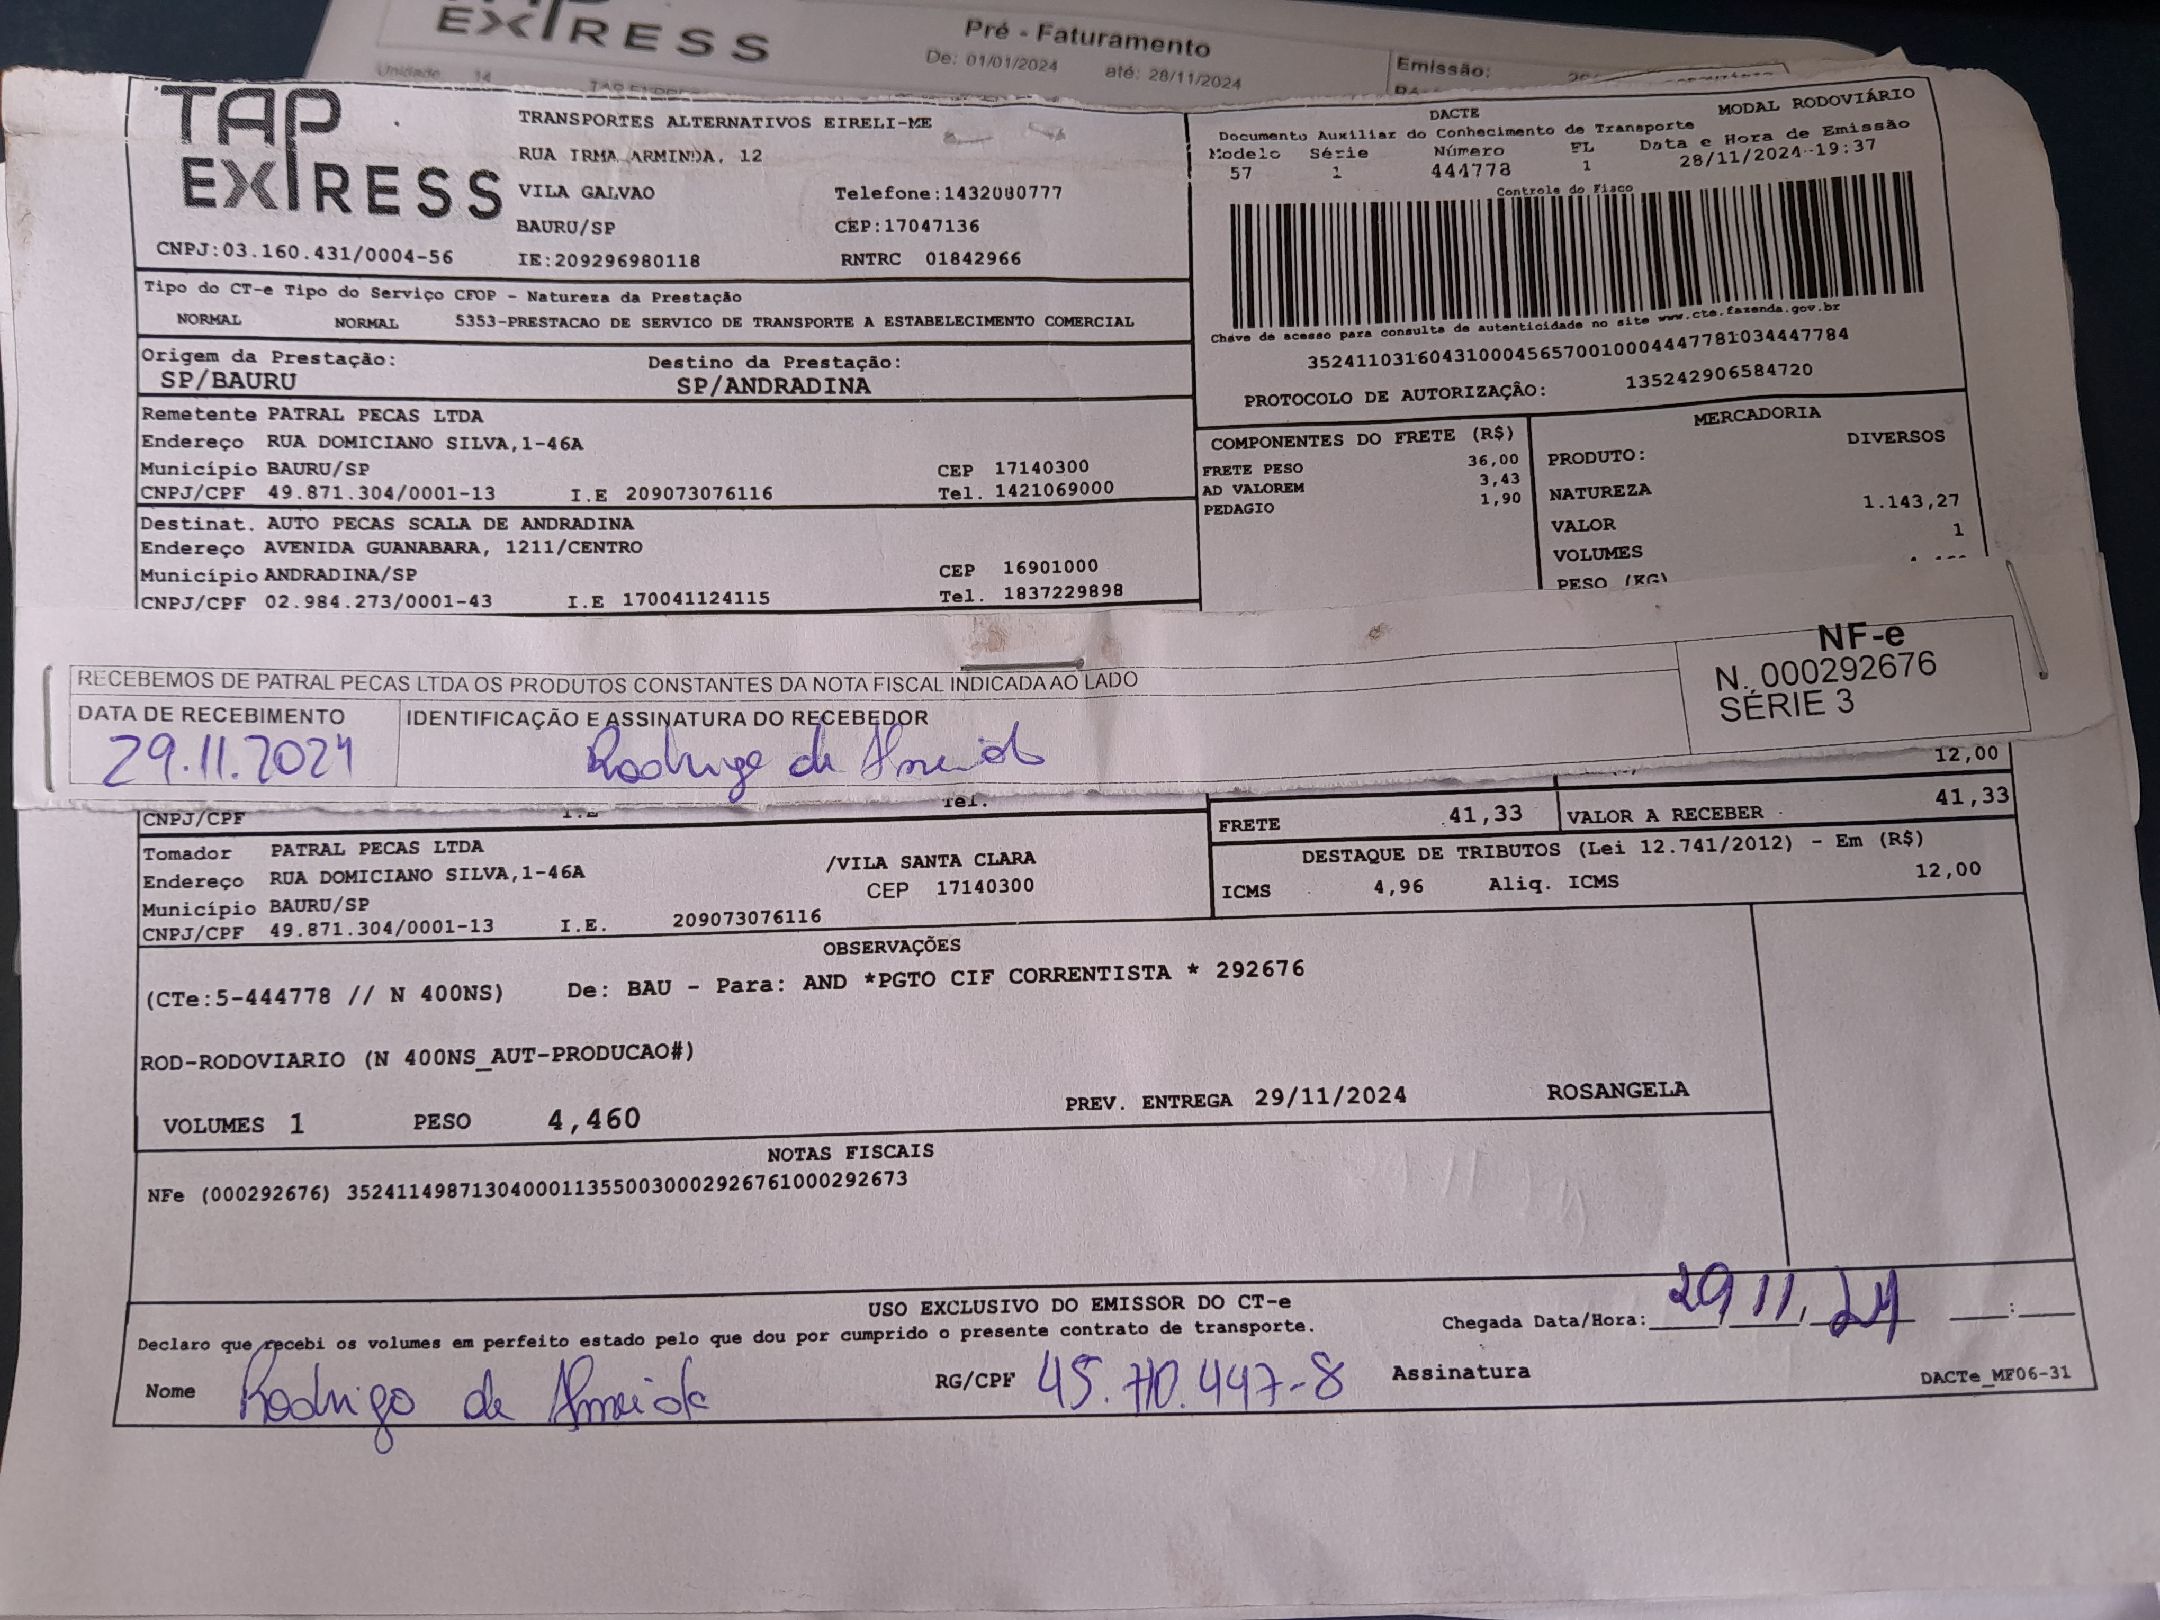 EXPRESS
Pré - Faturamento
De: 01/01/2024 até: 28/11/2024
Emissão:
Unidade 14
TAP EXPRESS
TRANSPORTES ALTERNATIVOS EIRELI-ME
RUA IRMA ARMINDA, 12
VILA GALVAO Telefone:1432080777
BAURU/SP CEP:17047136
CNPJ:03.160.431/0004-56 IE:209296980118 RNTRC 01842966
DACTE MODAL RODOVIÁRIO
Documento Auxiliar do Conhecimento de Transporte
Modelo Série Número FL Data e Hora de Emissão
57 1 444778 1 28/11/2024-19:37
Controle do Fisco
Chave de acesso para consulta de autenticidade no site www.cte.fazenda.gov.br
35241103160431000456570010004447781034447784
PROTOCOLO DE AUTORIZAÇÃO: 135242906584720
Tipo do CT-e Tipo do Serviço CFOP - Natureza da Prestação
NORMAL NORMAL 5353-PRESTACAO DE SERVICO DE TRANSPORTE A ESTABELECIMENTO COMERCIAL
Origem da Prestação: Destino da Prestação:
SP/BAURU SP/ANDRADINA
Remetente PATRAL PECAS LTDA
Endereço RUA DOMICIANO SILVA,1-46A
Município BAURU/SP CEP 17140300
CNPJ/CPF 49.871.304/0001-13 I.E 209073076116 Tel. 1421069000
Destinat. AUTO PECAS SCALA DE ANDRADINA
Endereço AVENIDA GUANABARA, 1211/CENTRO
Município ANDRADINA/SP CEP 16901000
CNPJ/CPF 02.984.273/0001-43 I.E 170041124115 Tel. 1837229898
COMPONENTES DO FRETE (R$)
FRETE PESO 36,00
AD VALOREM 3,43
PEDAGIO 1,90
MERCADORIA
PRODUTO: DIVERSOS
NATUREZA
VALOR 1.143,27
VOLUMES 1
PESO (KG)
RECEBEMOS DE PATRAL PECAS LTDA OS PRODUTOS CONSTANTES DA NOTA FISCAL INDICADA AO LADO
DATA DE RECEBIMENTO IDENTIFICAÇÃO E ASSINATURA DO RECEBEDOR
29.11.2024 Rodrigo de Almeida
NF-e
N. 000292676
SÉRIE 3
12,00
CNPJ/CPF I.E Tel.
FRETE 41,33 VALOR A RECEBER 41,33
Tomador PATRAL PECAS LTDA
Endereço RUA DOMICIANO SILVA,1-46A /VILA SANTA CLARA
Município BAURU/SP CEP 17140300
CNPJ/CPF 49.871.304/0001-13 I.E. 209073076116
DESTAQUE DE TRIBUTOS (Lei 12.741/2012) - Em (R$)
ICMS 4,96 Aliq. ICMS 12,00
OBSERVAÇÕES
(CTe:5-444778 // N 400NS) De: BAU - Para: AND *PGTO CIF CORRENTISTA * 292676
ROD-RODOVIARIO (N 400NS_AUT-PRODUCAO#)
VOLUMES 1 PESO 4,460 PREV. ENTREGA 29/11/2024 ROSANGELA
NOTAS FISCAIS
NFe (000292676) 35241149871304000113550030002926761000292673
USO EXCLUSIVO DO EMISSOR DO CT-e
Declaro que recebi os volumes em perfeito estado pelo que dou por cumprido o presente contrato de transporte.
Chegada Data/Hora: 29 11, 24 :
Nome Rodrigo de Almeida RG/CPF 45.710.447-8 Assinatura
DACTe_MF06-31